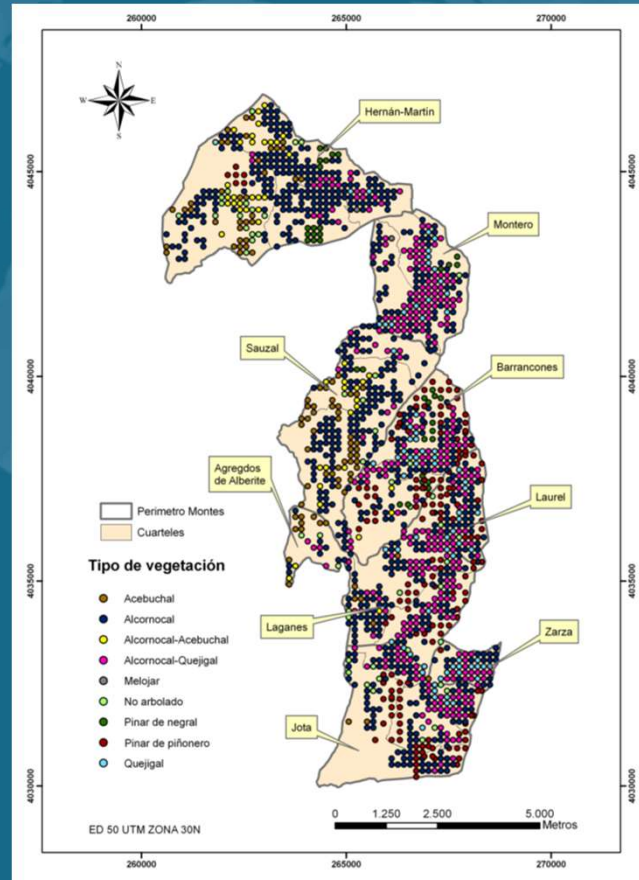 260000 265000 270000
N
W E
S
Hernán-Martín
4045000 4045000
Montero
Sauzal
4040000 4040000
Barrancones
Agregdos
de Alberite
Laurel
Perimetro Montes
Cuarteles
Tipo de vegetación
4035000 4035000
Acebuchal
Alcornocal
Alcornocal-Acebuchal
Alcornocal-Quejigal
Melojar
No arbolado
Pinar de negral
Pinar de piñonero
Quejigal
Laganes
Zarza
Jota
4030000 4030000
0 1.250 2.500 5.000
Metros
ED 50 UTM ZONA 30N
260000 265000 270000